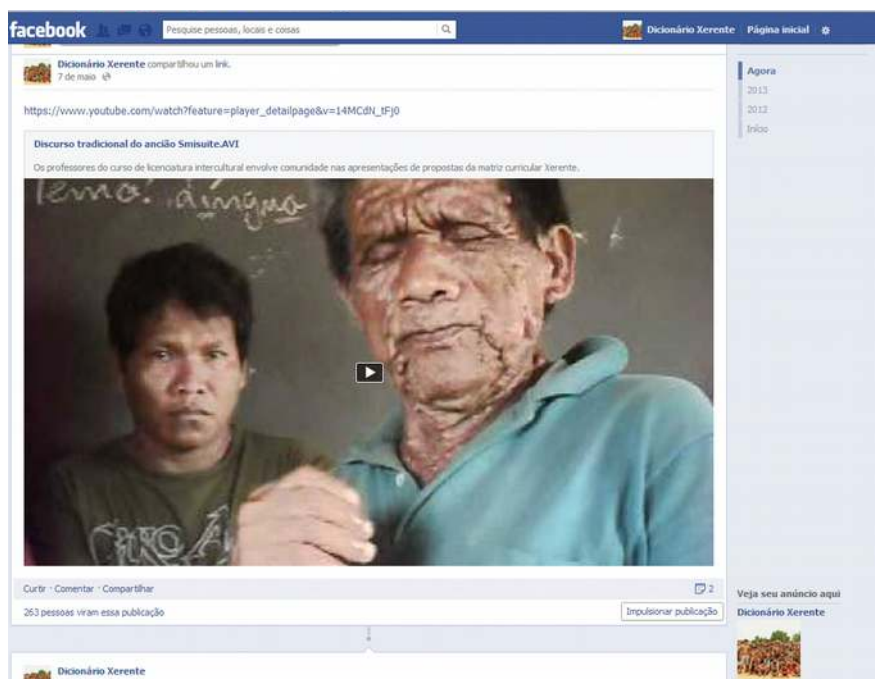 facebook
Pesquise pessoas, locais e coisas
Dicionário Xerente Página inicial
Dicionário Xerente compartilhou um link.
7 de maio
https://www.youtube.com/watch?feature=player_detailpage&v=14MCdN_tFj0
Discurso tradicional do ancião Smisuite.AVI
Os professores do curso de licenciatura intercultural envolve comunidade nas apresentações de propostas da matriz curricular Xerente.
Tema:
Curtir · Comentar · Compartilhar
2
263 pessoas viram essa publicação
Impulsionar publicação
Dicionário Xerente
Agora
2013
2012
Início
Veja seu anúncio aqui
Dicionário Xerente